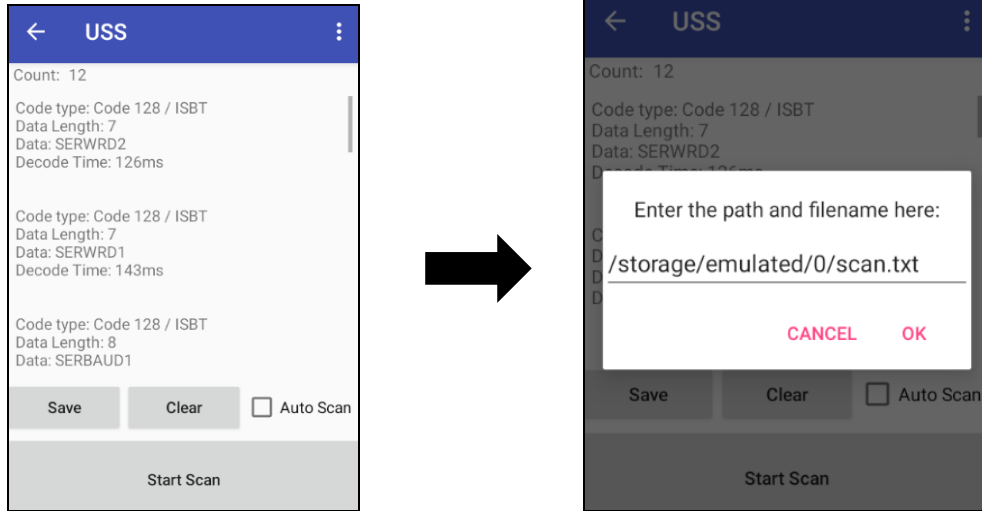 USS
Count: 12
Code type: Code 128 / ISBT
Data Length: 7
Data: SERWRD2
Decode Time: 126ms
Code type: Code 128 / ISBT
Data Length: 7
Data: SERWRD1
Decode Time: 143ms
Code type: Code 128 / ISBT
Data Length: 8
Data: SERBAUD1
Save Clear Auto Scan
Start Scan
USS
Count: 12
Code type: Code 128 / ISBT
Data Length: 7
Data: SERWRD2
Enter the path and filename here:
/storage/emulated/0/scan.txt
CANCEL OK
Save Clear Auto Scan
Start Scan